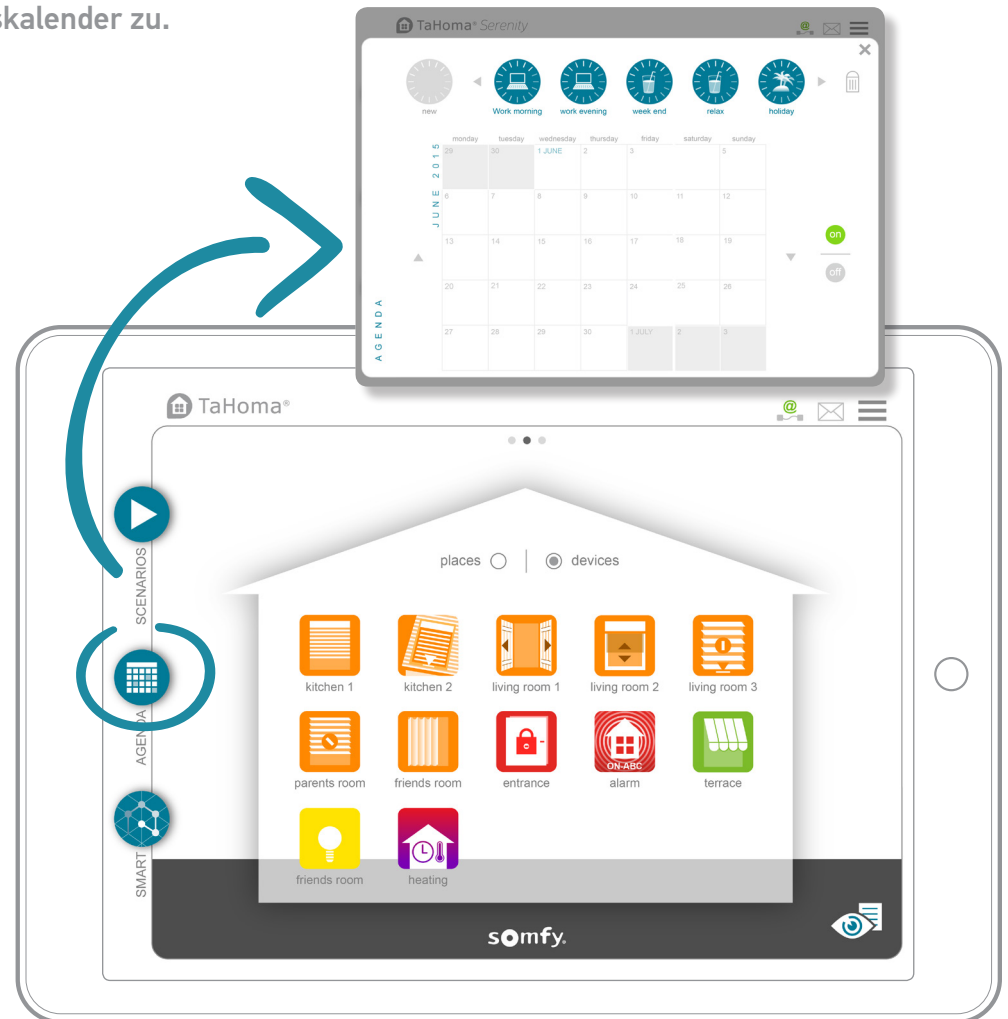 skalender zu.
TaHoma® Serenity
@
new
Work morning work evening week end relax holiday
monday tuesday wednesday thursday friday saturday sunday
JUNE 2015
29 30 1 JUNE 2 3 5
6 7 8 9 10 11 12
13 14 15 16 17 18 19
on
off
20 21 22 23 24 25 26
27 28 29 30 1 JULY 2 3
AGENDA
TaHoma®
@
places devices
SCENARIOS
kitchen 1 kitchen 2 living room 1 living room 2 living room 3
AGENDA
ON-ABC
parents room friends room entrance alarm terrace
SMART
friends room heating
somfy.